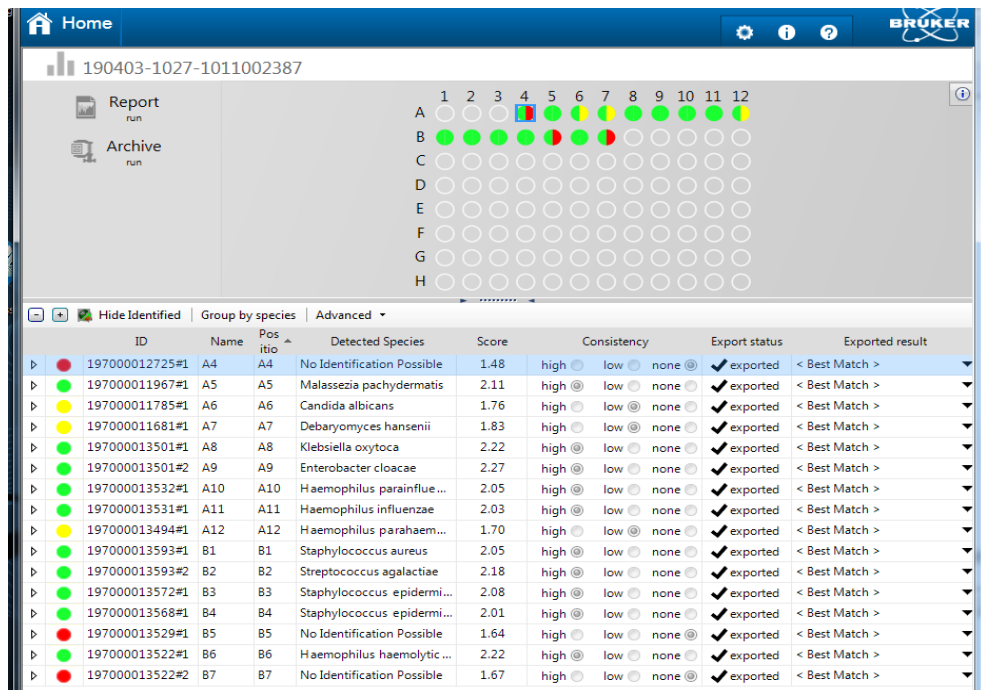 Home
BRUKER
190403-1027-1011002387
Report
run
Archive
run
1 2 3 4 5 6 7 8 9 10 11 12
A
B
C
D
E
F
G
H
Hide Identified Group by species Advanced
ID Name Positio Detected Species Score Consistency Export status Exported result
197000012725#1 A4 A4 No Identification Possible 1.48 high low none exported < Best Match >
197000011967#1 A5 A5 Malassezia pachydermatis 2.11 high low none exported < Best Match >
197000011785#1 A6 A6 Candida albicans 1.76 high low none exported < Best Match >
197000011681#1 A7 A7 Debaryomyces hansenii 1.83 high low none exported < Best Match >
197000013501#1 A8 A8 Klebsiella oxytoca 2.22 high low none exported < Best Match >
197000013501#2 A9 A9 Enterobacter cloacae 2.27 high low none exported < Best Match >
197000013532#1 A10 A10 Haemophilus parainflue... 2.05 high low none exported < Best Match >
197000013531#1 A11 A11 Haemophilus influenzae 2.03 high low none exported < Best Match >
197000013494#1 A12 A12 Haemophilus parahaem... 1.70 high low none exported < Best Match >
197000013593#1 B1 B1 Staphylococcus aureus 2.05 high low none exported < Best Match >
197000013593#2 B2 B2 Streptococcus agalactiae 2.18 high low none exported < Best Match >
197000013572#1 B3 B3 Staphylococcus epidermi... 2.08 high low none exported < Best Match >
197000013568#1 B4 B4 Staphylococcus epidermi... 2.01 high low none exported < Best Match >
197000013529#1 B5 B5 No Identification Possible 1.64 high low none exported < Best Match >
197000013522#1 B6 B6 Haemophilus haemolytic... 2.22 high low none exported < Best Match >
197000013522#2 B7 B7 No Identification Possible 1.67 high low none exported < Best Match >